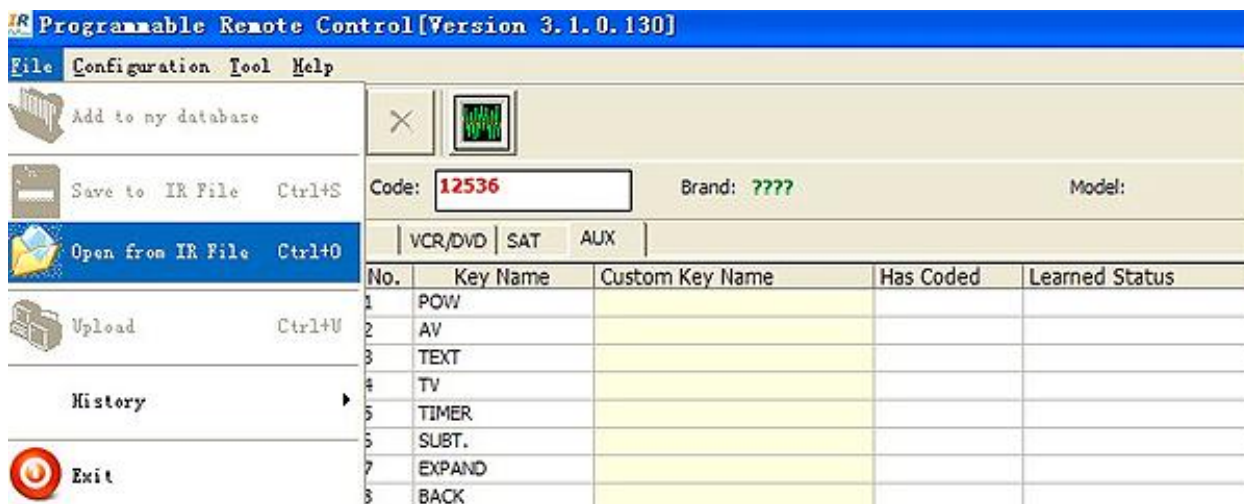 IR Programmable Remote Control[Version 3.1.0.130]
File Configuration Tool Help
Add to my database
Save to IR File Ctrl+S
Code: 12536 Brand: ???? Model:
Open from IR File Ctrl+O
VCR/DVD SAT AUX
No. Key Name Custom Key Name Has Coded Learned Status
1 POW
Upload Ctrl+U
2 AV
3 TEXT
4 TV
History
5 TIMER
6 SUBT.
Exit
7 EXPAND
8 BACK